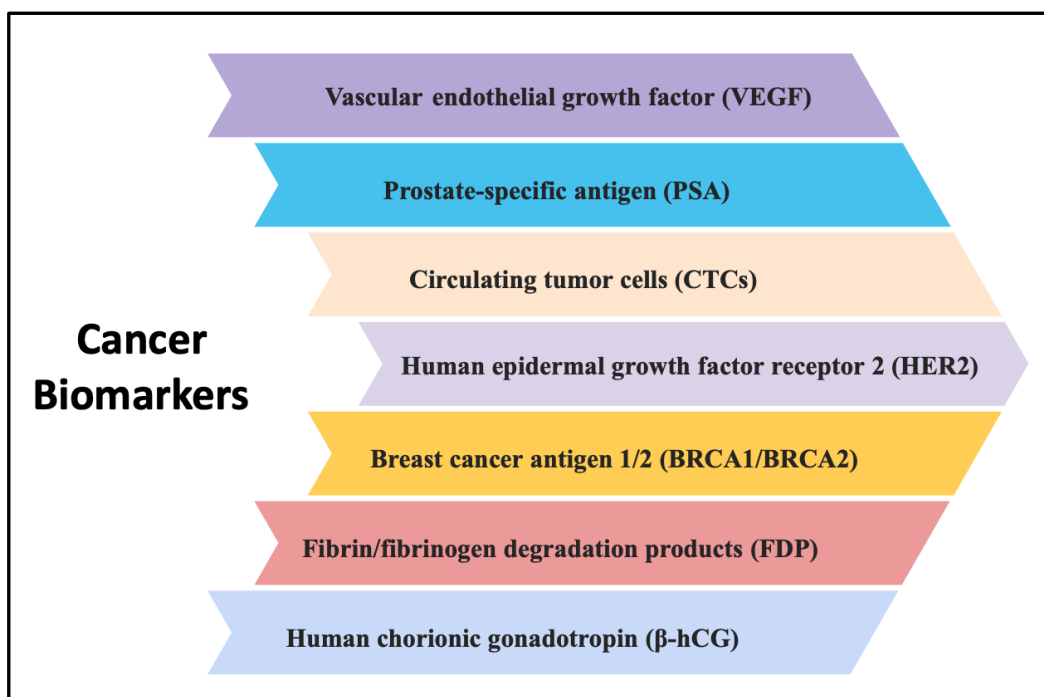 Cancer
Biomarkers
Vascular endothelial growth factor (VEGF)
Prostate-specific antigen (PSA)
Circulating tumor cells (CTCs)
Human epidermal growth factor receptor 2 (HER2)
Breast cancer antigen 1/2 (BRCA1/BRCA2)
Fibrin/fibrinogen degradation products (FDP)
Human chorionic gonadotropin (β-hCG)